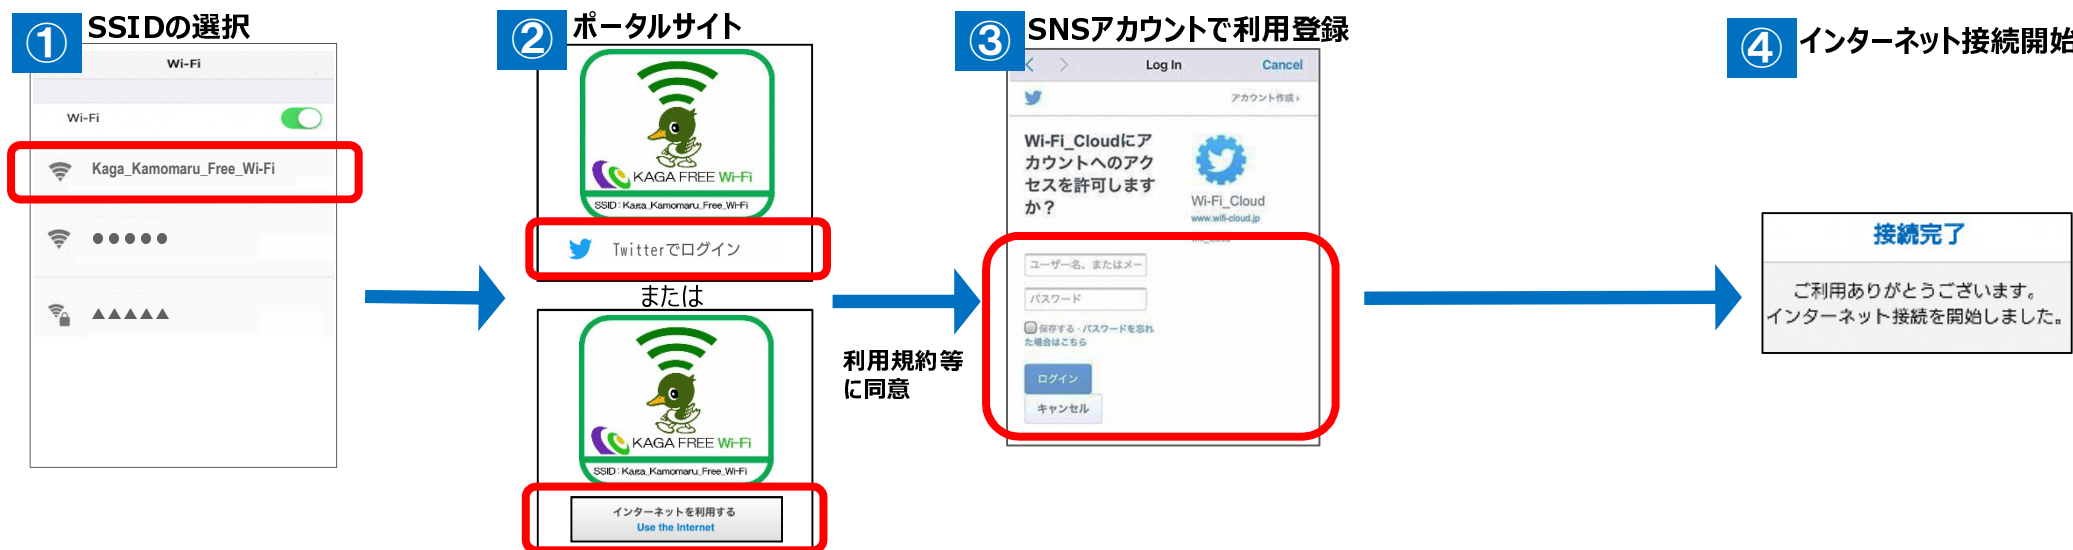 ① SSIDの選択
Wi-Fi
Wi-Fi
Kaga_Kamomaru_Free_Wi-Fi
●●●●●
▲▲▲▲▲
② ポータルサイト
KAGA FREE Wi-Fi
SSID：Kaga_Kamomaru_Free_Wi-Fi
Twitterでログイン
または
KAGA FREE Wi-Fi
SSID：Kaga_Kamomaru_Free_Wi-Fi
インターネットを利用する
Use the Internet
利用規約等
に同意
③ SNSアカウントで利用登録
Log In
Cancel
アカウント作成 ›
Wi-Fi_Cloudにア
カウントへのアク
セスを許可します
か？
Wi-Fi_Cloud
www.wifi-cloud.jp
ユーザー名、またはメー
パスワード
保存する・パスワードを忘れ
た場合はこちら
ログイン
キャンセル
④ インターネット接続開始
接続完了
ご利用ありがとうございます。
インターネット接続を開始しました。